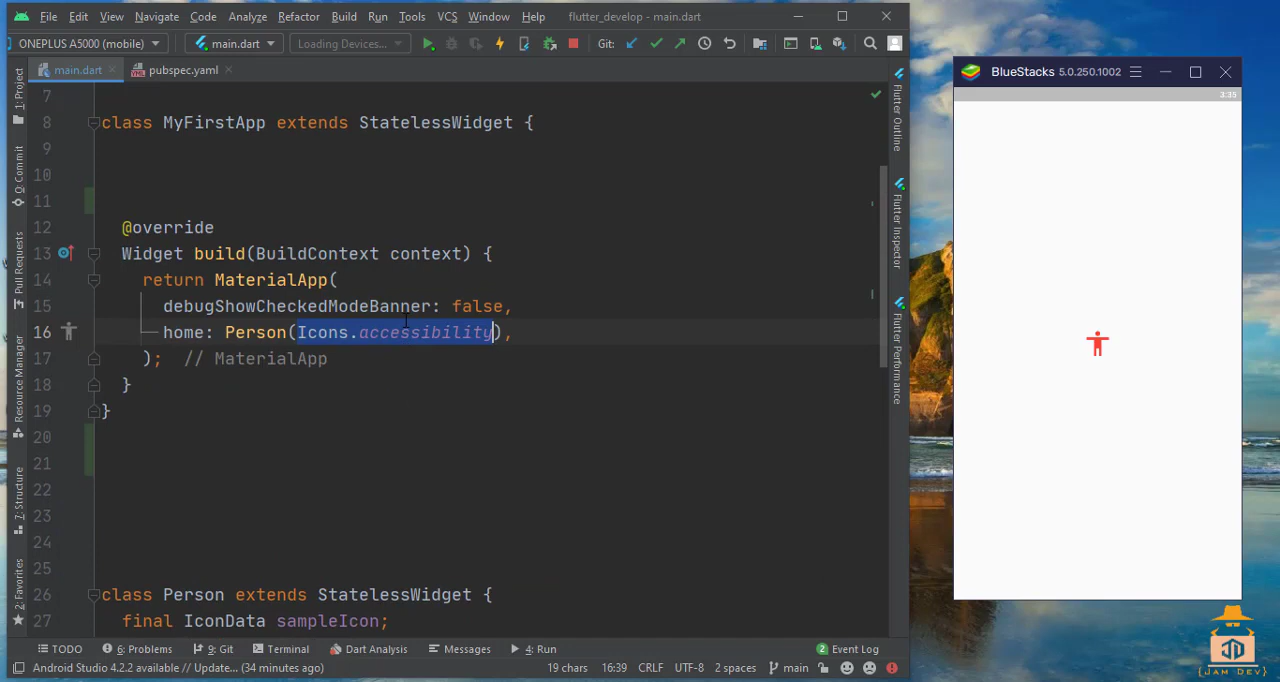 File Edit View Navigate Code Analyze Refactor Build Run Tools VCS Window Help flutter_develop - main.dart
ONEPLUS A5000 (mobile) main.dart Loading Devices... Git:
main.dart pubspec.yaml
7
8 class MyFirstApp extends StatelessWidget {
9
10
11
12 @override
13 Widget build(BuildContext context) {
14 return MaterialApp(
15 debugShowCheckedModeBanner: false,
16 home: Person(Icons.accessibility),
17 ); // MaterialApp
18 }
19 }
20
21
22
23
24
25
26 class Person extends StatelessWidget {
27 final IconData sampleIcon;
1: Project
0: Commit
Pull Requests
Resource Manager
7: Structure
2: Favorites
Flutter Outline
Flutter Inspector
Flutter Performance
TODO 6: Problems 9: Git Terminal Dart Analysis Messages 4: Run 2 Event Log
Android Studio 4.2.2 available // Update... (34 minutes ago) 19 chars 16:39 CRLF UTF-8 2 spaces main
BlueStacks 5.0.250.1002
3:35
JD
{JAM DEV}